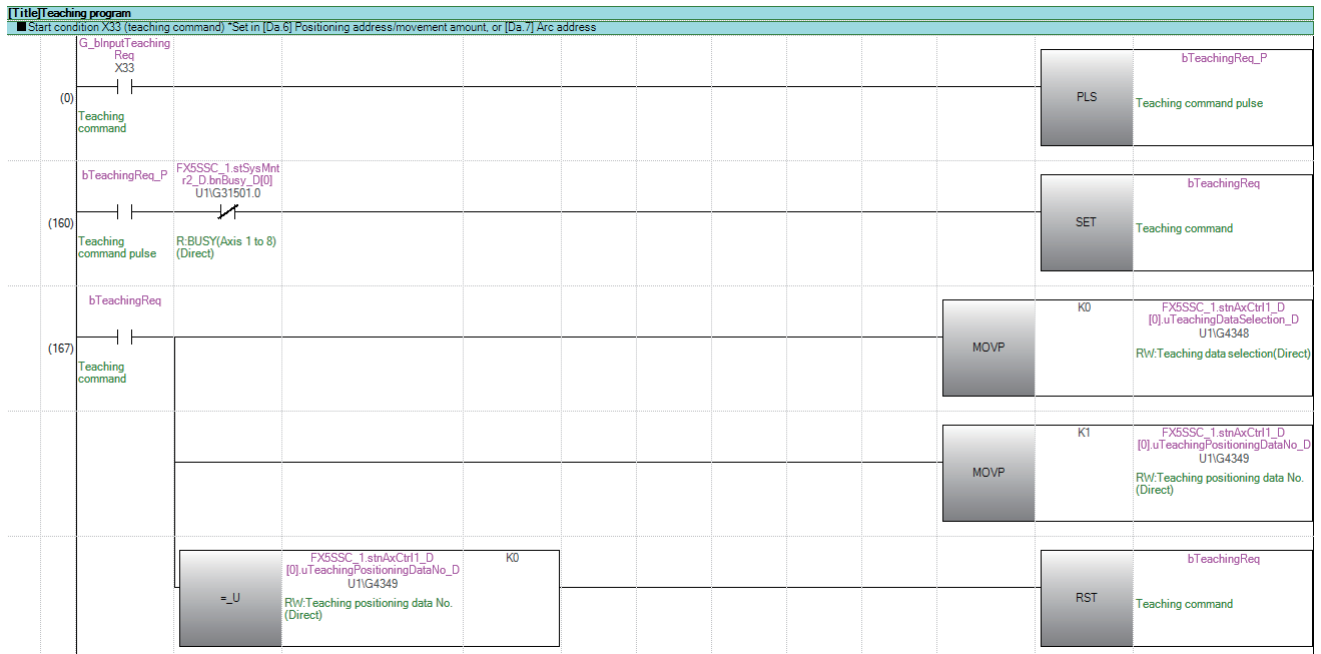 [Title]Teaching program
■Start condition X33 (teaching command) *Set in [Da.6] Positioning address/movement amount, or [Da.7] Arc address
G_bInputTeaching
Req
X33
bTeachingReq_P
(0)
PLS
Teaching command pulse
Teaching
command
bTeachingReq_P
FX5SSC_1.stSysMnt
r2_D.bnBusy_D[0]
U1\G31501.0
bTeachingReq
(160)
SET
Teaching command
Teaching
command pulse
R:BUSY(Axis 1 to 8)
(Direct)
bTeachingReq
K0
FX5SSC_1.stnAxCtrl1_D
[0].uTeachingDataSelection_D
U1\G4348
(167)
MOVP
RW:Teaching data selection(Direct)
Teaching
command
K1
FX5SSC_1.stnAxCtrl1_D
[0].uTeachingPositioningDataNo_D
U1\G4349
MOVP
RW:Teaching positioning data No.
(Direct)
FX5SSC_1.stnAxCtrl1_D
[0].uTeachingPositioningDataNo_D
U1\G4349
K0
bTeachingReq
=_U
RW:Teaching positioning data No.
(Direct)
RST
Teaching command